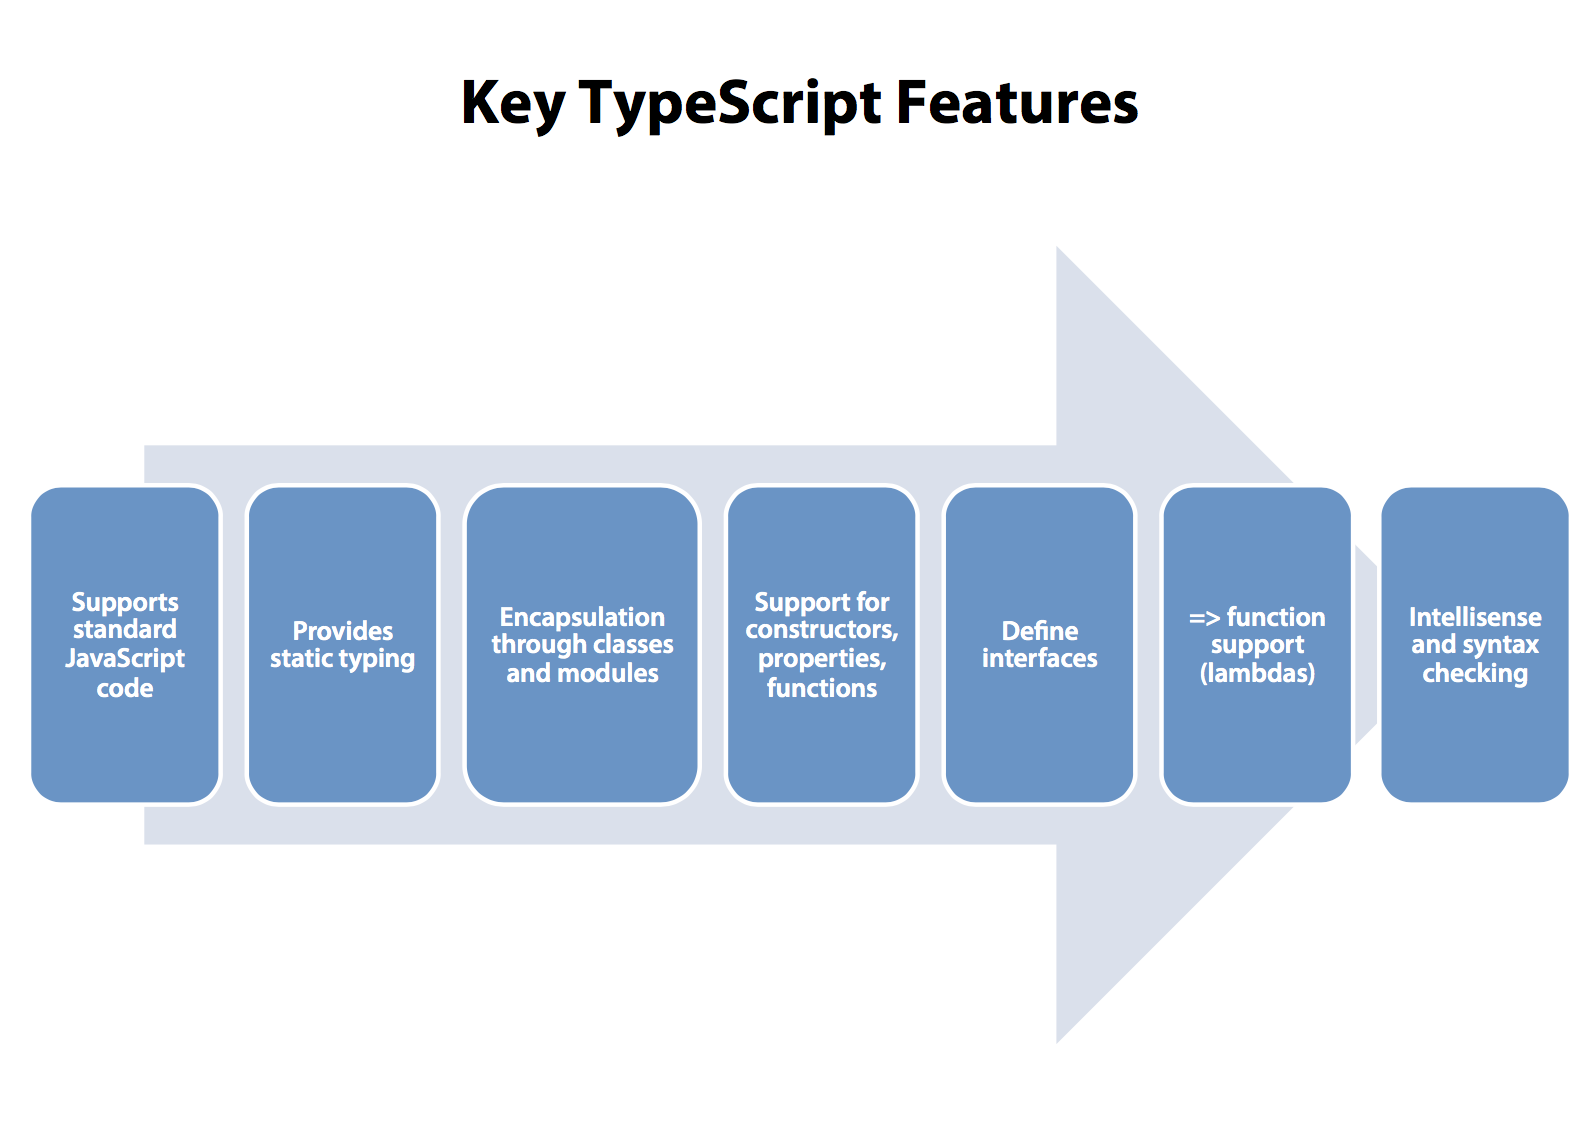 Key TypeScript Features
Supports
standard
JavaScript
code
Provides
static typing
Encapsulation
through classes
and modules
Support for
constructors,
properties,
functions
Define
interfaces
=> function
support
(lambdas)
Intellisense
and syntax
checking